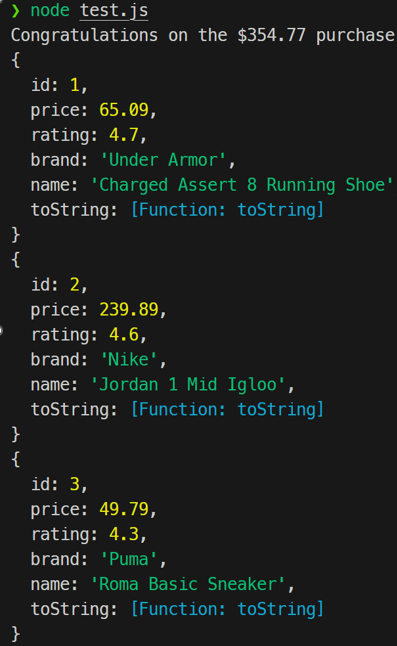 ❯ node test.js
Congratulations on the $354.77 purchase
{
  id: 1,
  price: 65.09,
  rating: 4.7,
  brand: 'Under Armor',
  name: 'Charged Assert 8 Running Shoe'
  toString: [Function: toString]
}
{
  id: 2,
  price: 239.89,
  rating: 4.6,
  brand: 'Nike',
  name: 'Jordan 1 Mid Igloo',
  toString: [Function: toString]
}
{
  id: 3,
  price: 49.79,
  rating: 4.3,
  brand: 'Puma',
  name: 'Roma Basic Sneaker',
  toString: [Function: toString]
}